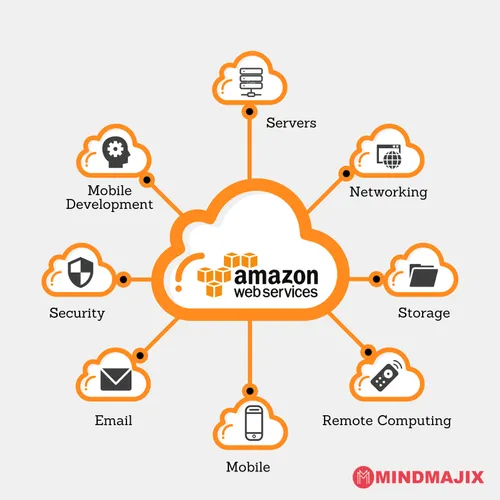 Servers
Mobile
Development
Networking
amazon
web services
Security
Storage
Email
Remote Computing
Mobile
MINDMAJIX